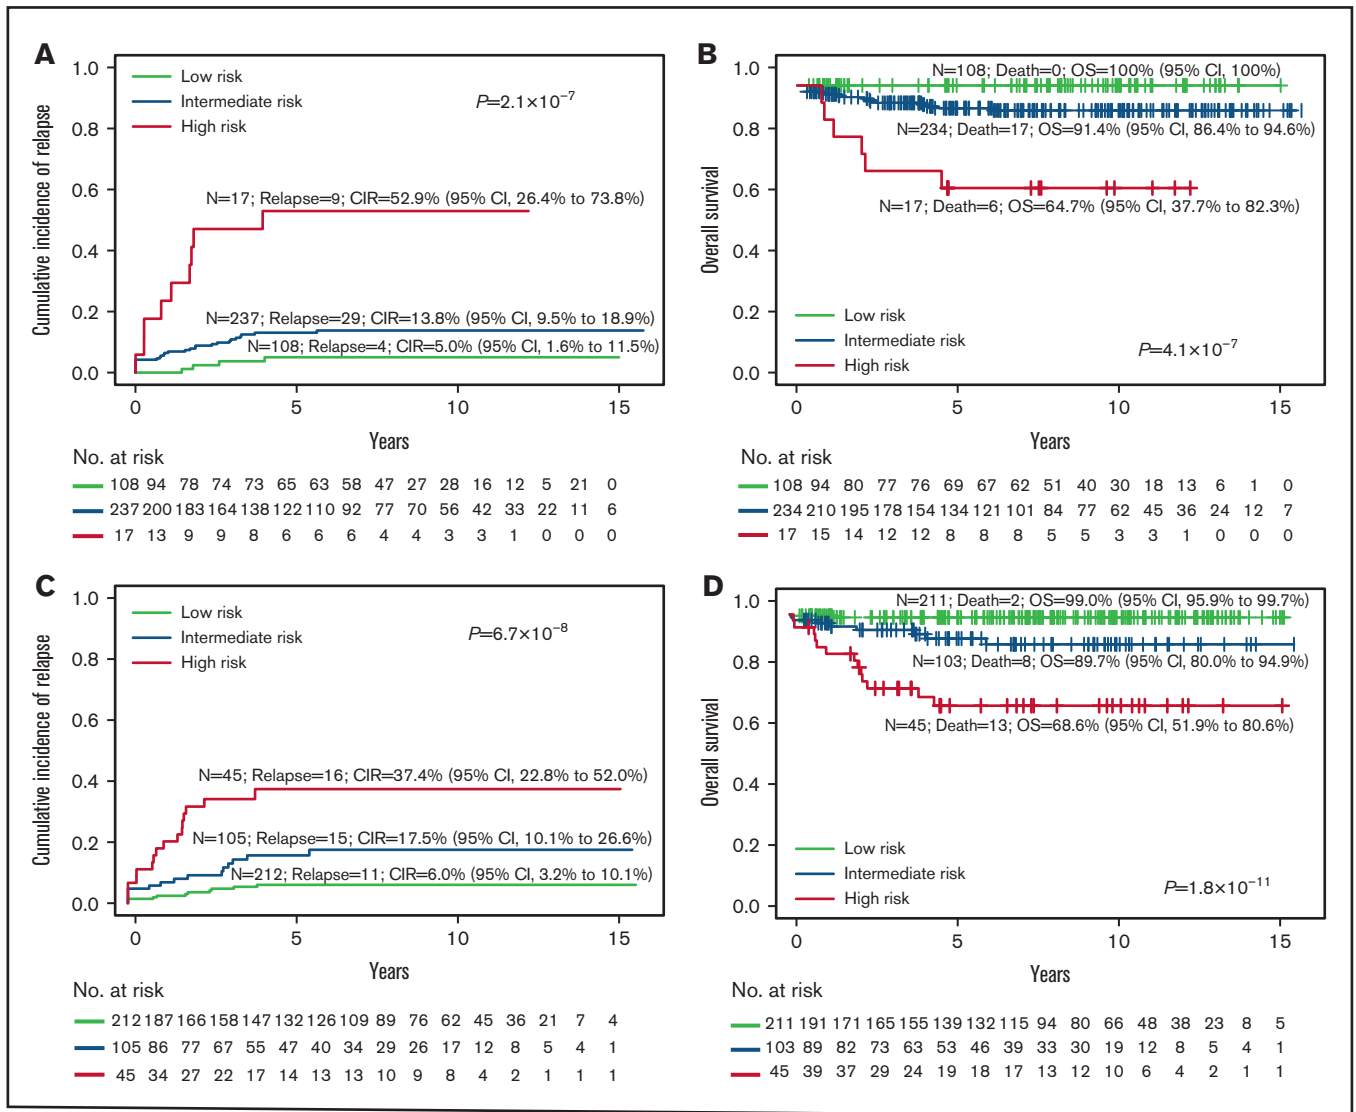 A
Cumulative incidence of relapse
1.0
0.8
0.6
0.4
0.2
0.0
Low risk
Intermediate risk
High risk
P=2.1×10−7
N=17; Relapse=9; CIR=52.9% (95% CI, 26.4% to 73.8%)
N=237; Relapse=29; CIR=13.8% (95% CI, 9.5% to 18.9%)
N=108; Relapse=4; CIR=5.0% (95% CI, 1.6% to 11.5%)
0 5 10 15
Years
No. at risk
108 94 78 74 73 65 63 58 47 27 28 16 12 5 21 0
237 200 183 164 138 122 110 92 77 70 56 42 33 22 11 6
17 13 9 9 8 6 6 6 4 4 3 3 1 0 0 0
B
Overall survival
1.0
0.8
0.6
0.4
0.2
0.0
N=108; Death=0; OS=100% (95% CI, 100%)
N=234; Death=17; OS=91.4% (95% CI, 86.4% to 94.6%)
N=17; Death=6; OS=64.7% (95% CI, 37.7% to 82.3%)
Low risk
Intermediate risk
High risk
P=4.1×10−7
0 5 10 15
Years
No. at risk
108 94 80 77 76 69 67 62 51 40 30 18 13 6 1 0
234 210 195 178 154 134 121 101 84 77 62 45 36 24 12 7
17 15 14 12 12 8 8 8 5 5 3 3 1 0 0 0
C
Cumulative incidence of relapse
1.0
0.8
0.6
0.4
0.2
0.0
Low risk
Intermediate risk
High risk
P=6.7×10−8
N=45; Relapse=16; CIR=37.4% (95% CI, 22.8% to 52.0%)
N=105; Relapse=15; CIR=17.5% (95% CI, 10.1% to 26.6%)
N=212; Relapse=11; CIR=6.0% (95% CI, 3.2% to 10.1%)
0 5 10 15
Years
No. at risk
212 187 166 158 147 132 126 109 89 76 62 45 36 21 7 4
105 86 77 67 55 47 40 34 29 26 17 12 8 5 4 1
45 34 27 22 17 14 13 13 10 9 8 4 2 1 1 1
D
Overall survival
1.0
0.8
0.6
0.4
0.2
0.0
N=211; Death=2; OS=99.0% (95% CI, 95.9% to 99.7%)
N=103; Death=8; OS=89.7% (95% CI, 80.0% to 94.9%)
N=45; Death=13; OS=68.6% (95% CI, 51.9% to 80.6%)
Low risk
Intermediate risk
High risk
P=1.8×10−11
0 5 10 15
Years
No. at risk
211 191 171 165 155 139 132 115 94 80 66 48 38 23 8 5
103 89 82 73 63 53 46 39 33 30 19 12 8 5 4 1
45 39 37 29 24 19 18 17 13 12 10 6 4 2 1 1